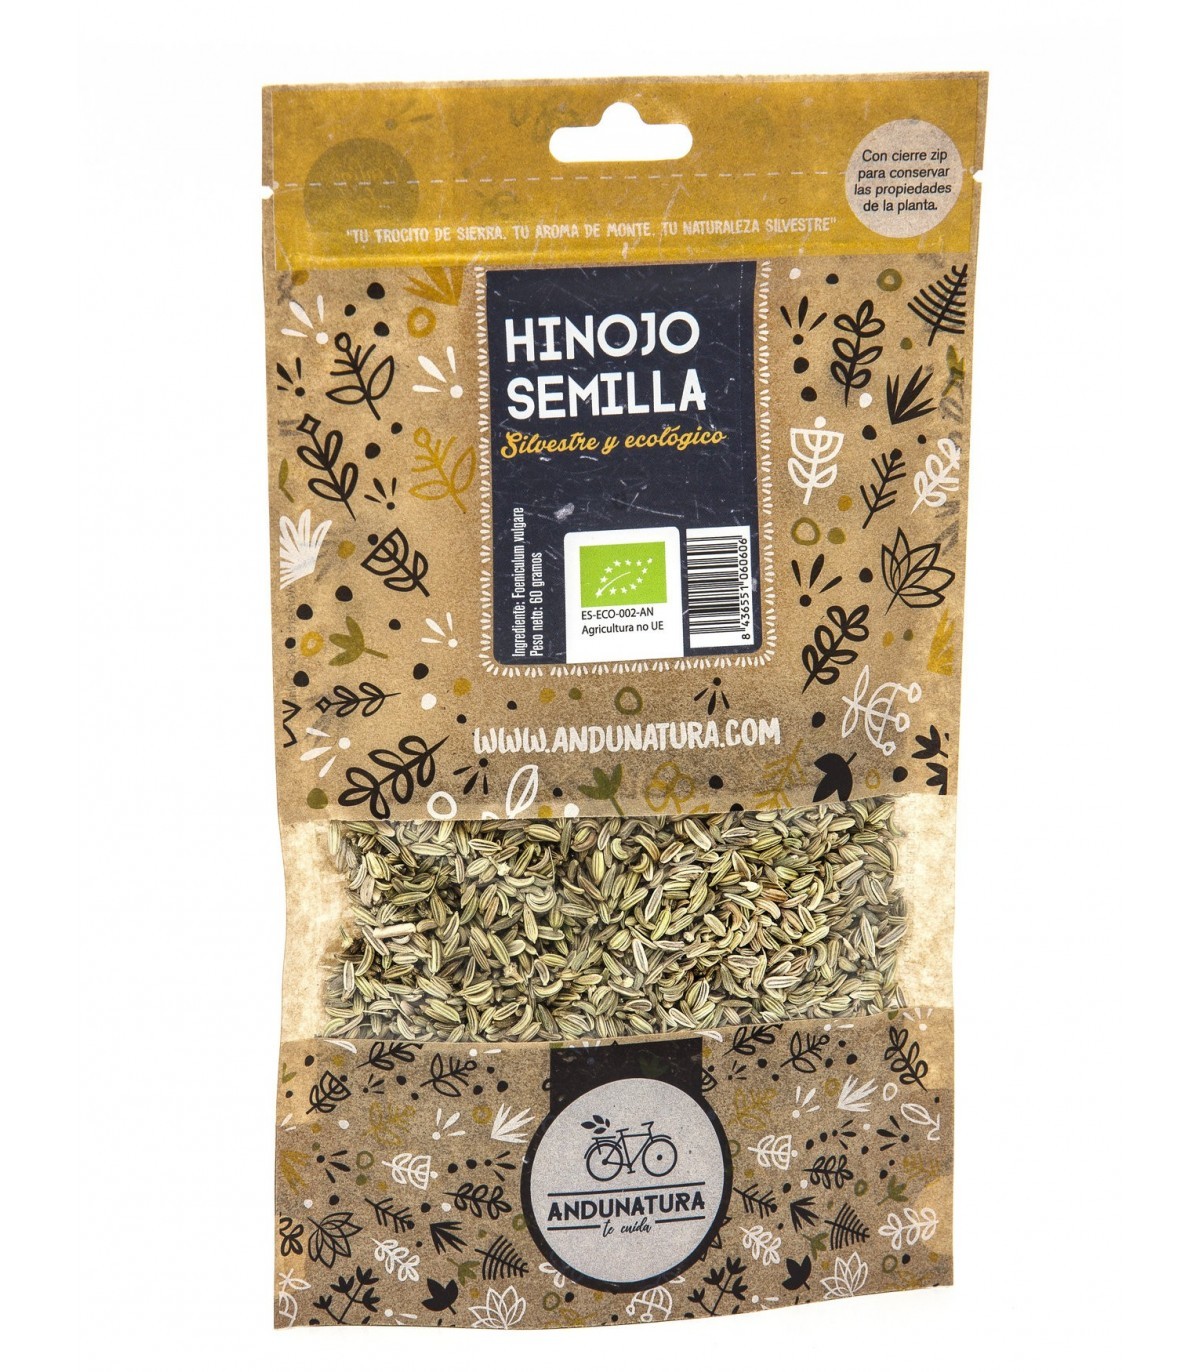 Con cierre zip
para conservar
las propiedades
de la planta.
"TU TROCITO DE SIERRA. TU AROMA DE MONTE. TU NATURALEZA SILVESTRE"
HINOJO
SEMILLA
Silvestre y ecológico
Ingrediente: Foeniculum vulgare
Peso neto: 60 gramos
ES-ECO-002-AN
Agricultura no UE
8 436551 060606
WWW.ANDUNATURA.COM
ANDUNATURA
te cuida